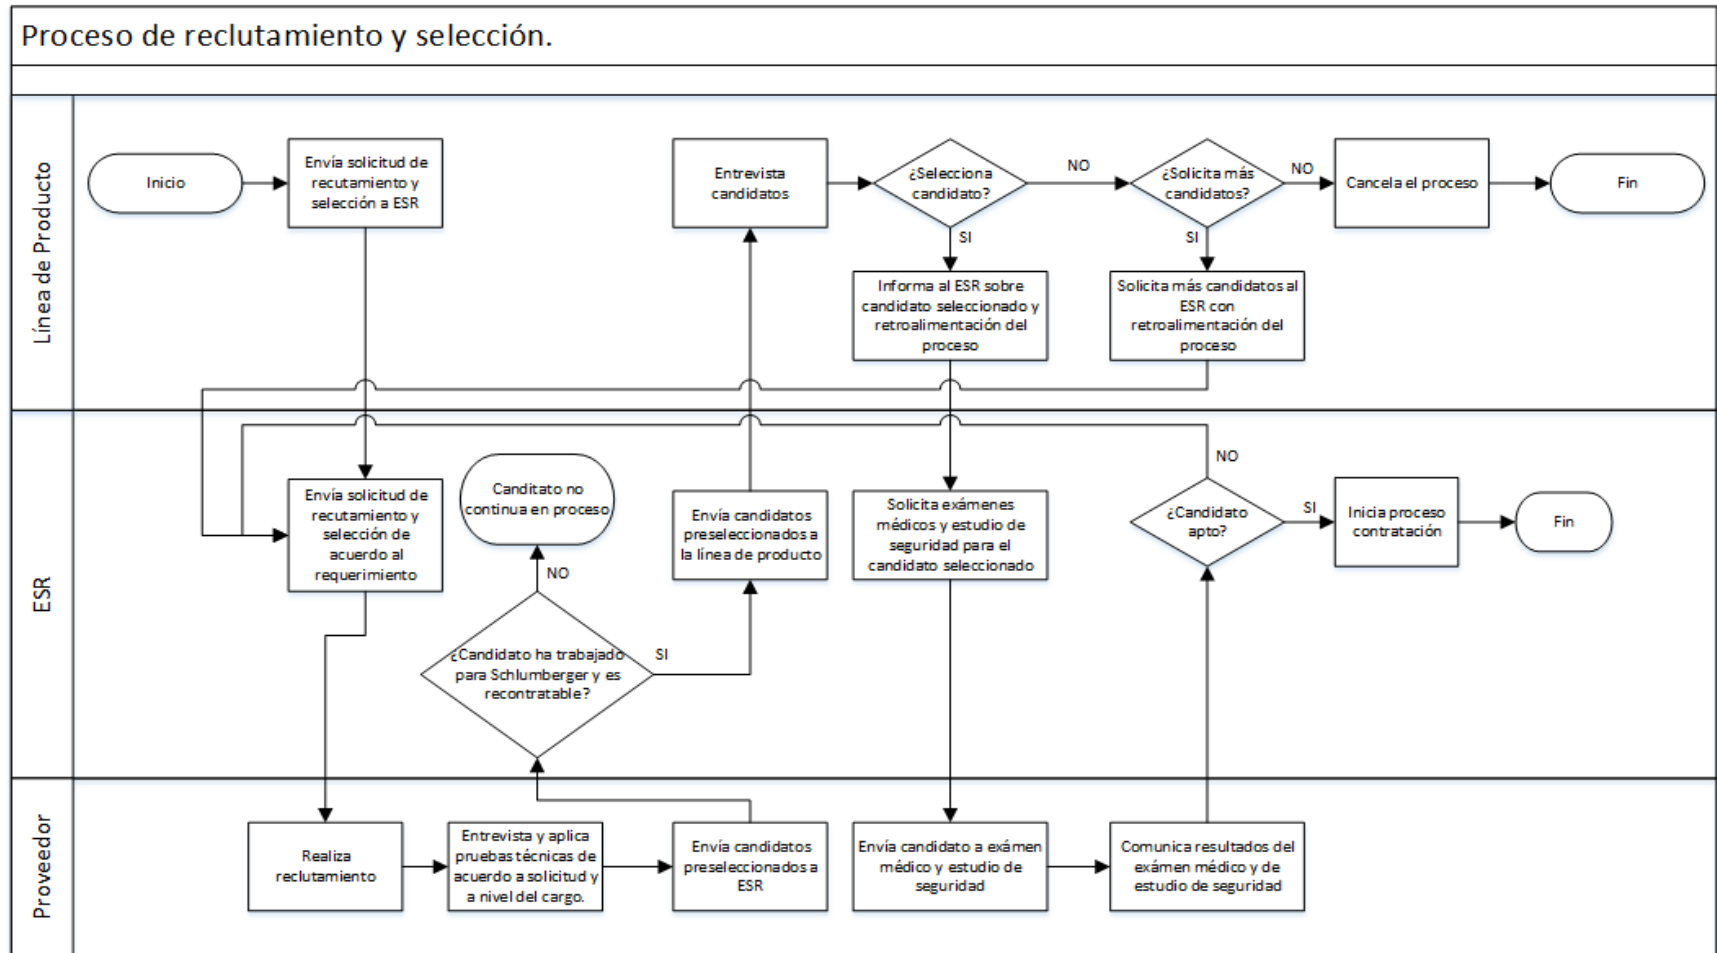 Proceso de reclutamiento y selección.
Línea de Producto
Inicio
Envía solicitud de
recutamiento y
selección a ESR
Entrevista
candidatos
¿Selecciona
candidato?
NO
¿Solicita más
candidatos?
NO
Cancela el proceso
Fin
SI
SI
Informa al ESR sobre
candidato seleccionado y
retroalimentación del
proceso
Solicita más candidatos al
ESR con
retroalimentación del
proceso
ESR
Envía solicitud de
recutamiento y
selección de
acuerdo al
requerimiento
Canditato no
continua en proceso
NO
¿Candidato ha trabajado
para Schlumberger y es
recontratable?
SI
Envía candidatos
preseleccionados a
la línea de producto
Solicita exámenes
médicos y estudio de
seguridad para el
candidato seleccionado
NO
¿Candidato
apto?
SI
Inicia proceso
contratación
Fin
Proveedor
Realiza
reclutamiento
Entrevista y aplica
pruebas técnicas de
acuerdo a solicitud y
a nivel del cargo.
Envía candidatos
preseleccionados a
ESR
Envía candidato a exámen
médico y estudio de
seguridad
Comunica resultados del
exámen médico y de
estudio de seguridad